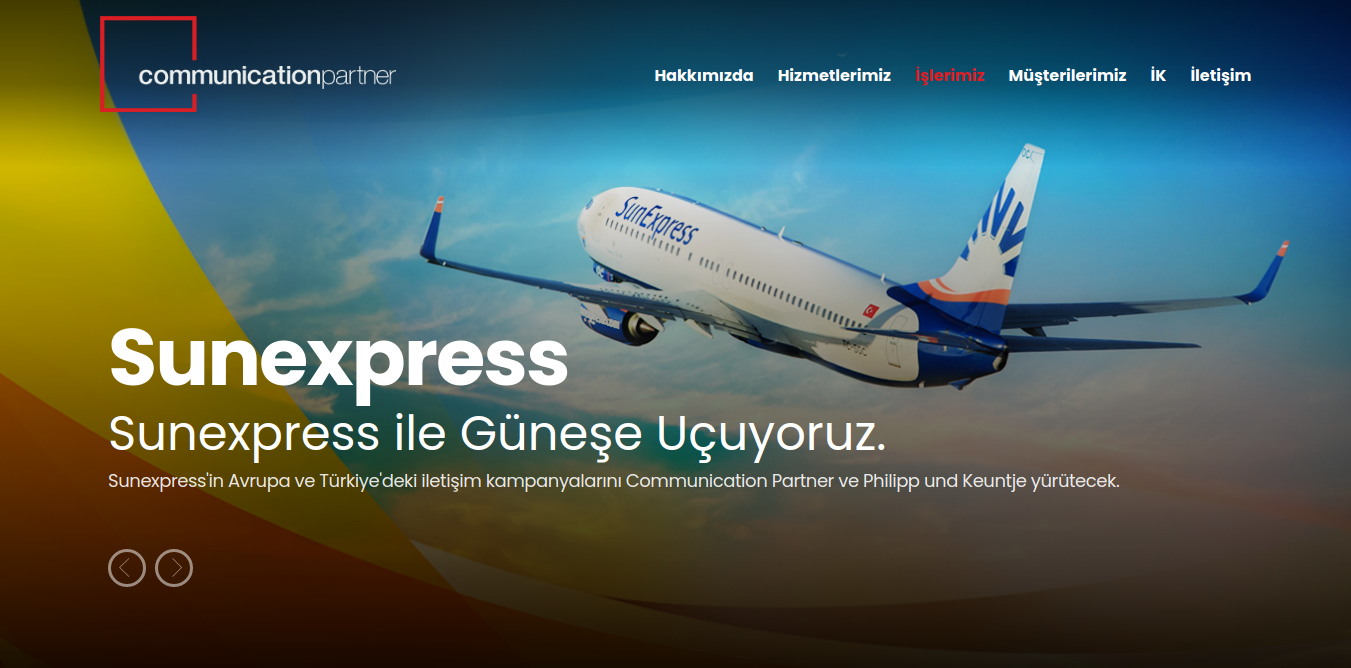 communicationpartner
Hakkımızda Hizmetlerimiz İşlerimiz Müşterilerimiz İK İletişim
SunExpress
Sunexpress
Sunexpress ile Güneşe Uçuyoruz.
Sunexpress'in Avrupa ve Türkiye'deki iletişim kampanyalarını Communication Partner ve Philipp und Keuntje yürütecek.